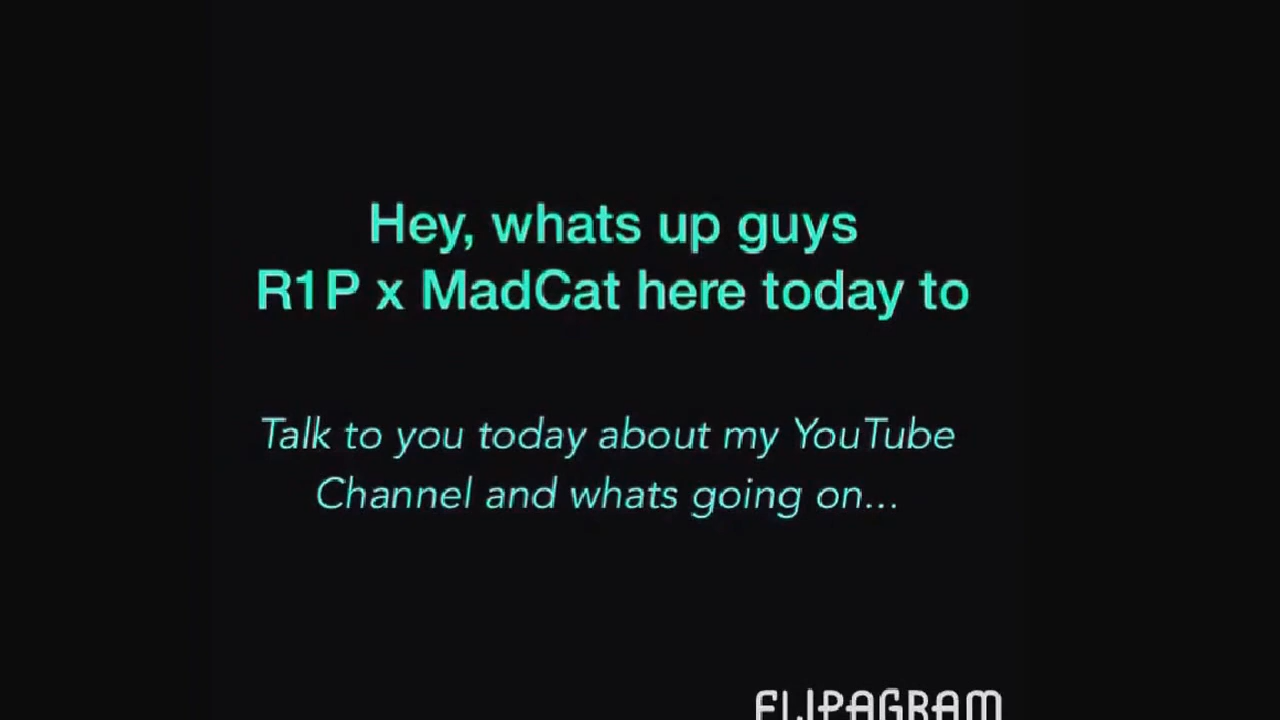 Hey, whats up guys
R1P x MadCat here today to
Talk to you today about my YouTube
Channel and whats going on...
FLIPAGRAM